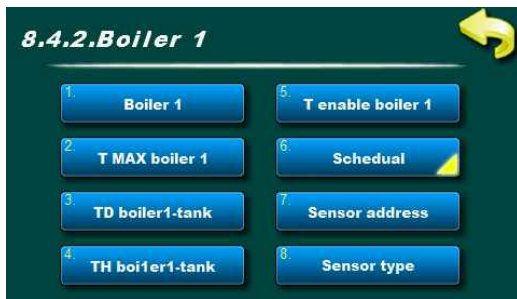 8.4.2.Boiler 1
1. Boiler 1
2. T MAX boiler 1
3. TD boiler1-tank
4. TH boi1er1-tank
5. T enable boiler 1
6. Schedual
7. Sensor address
8. Sensor type